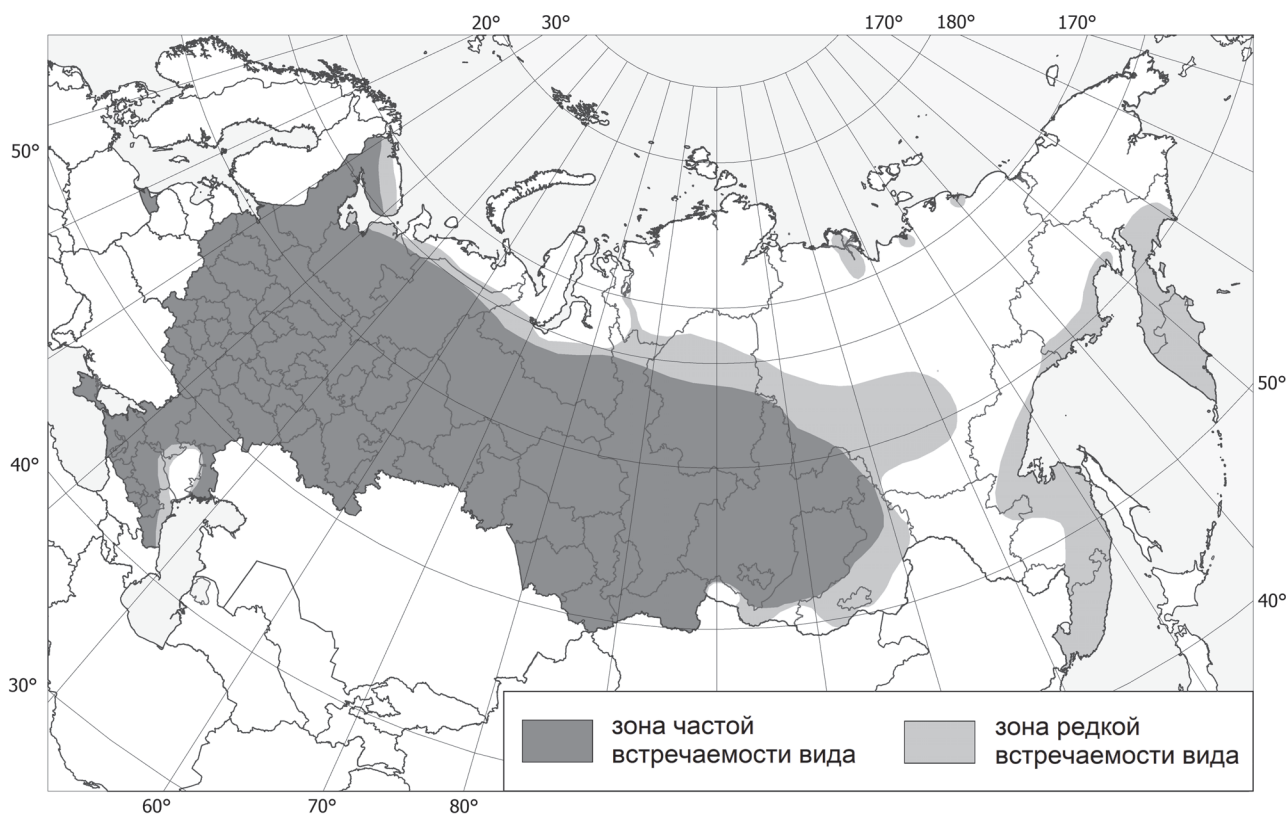 20° 30° 170° 180° 170°
50°
40°
30°
50°
40°
60° 70° 80°
зона частой
встречаемости вида
зона редкой
встречаемости вида